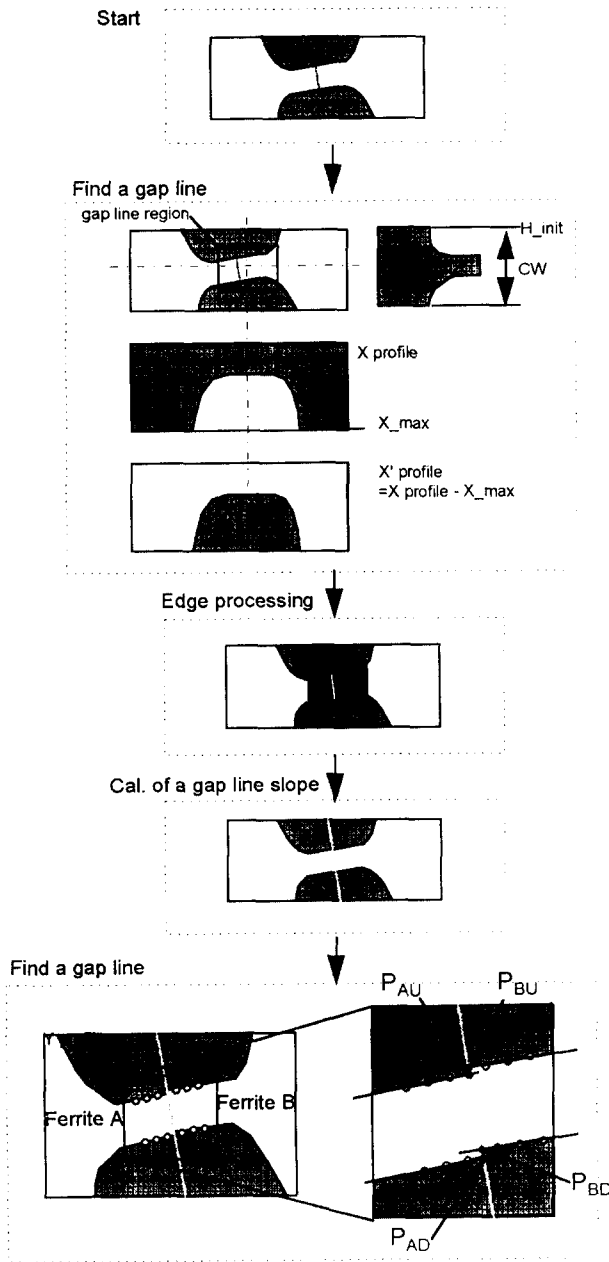 Start
Find a gap line
gap line region
H_init
CW
X profile
X_max
X' profile
=X profile - X_max
Edge processing
Cal. of a gap line slope
Find a gap line
P_AU
P_BU
Ferrite A
Ferrite B
P_BD
P_AD